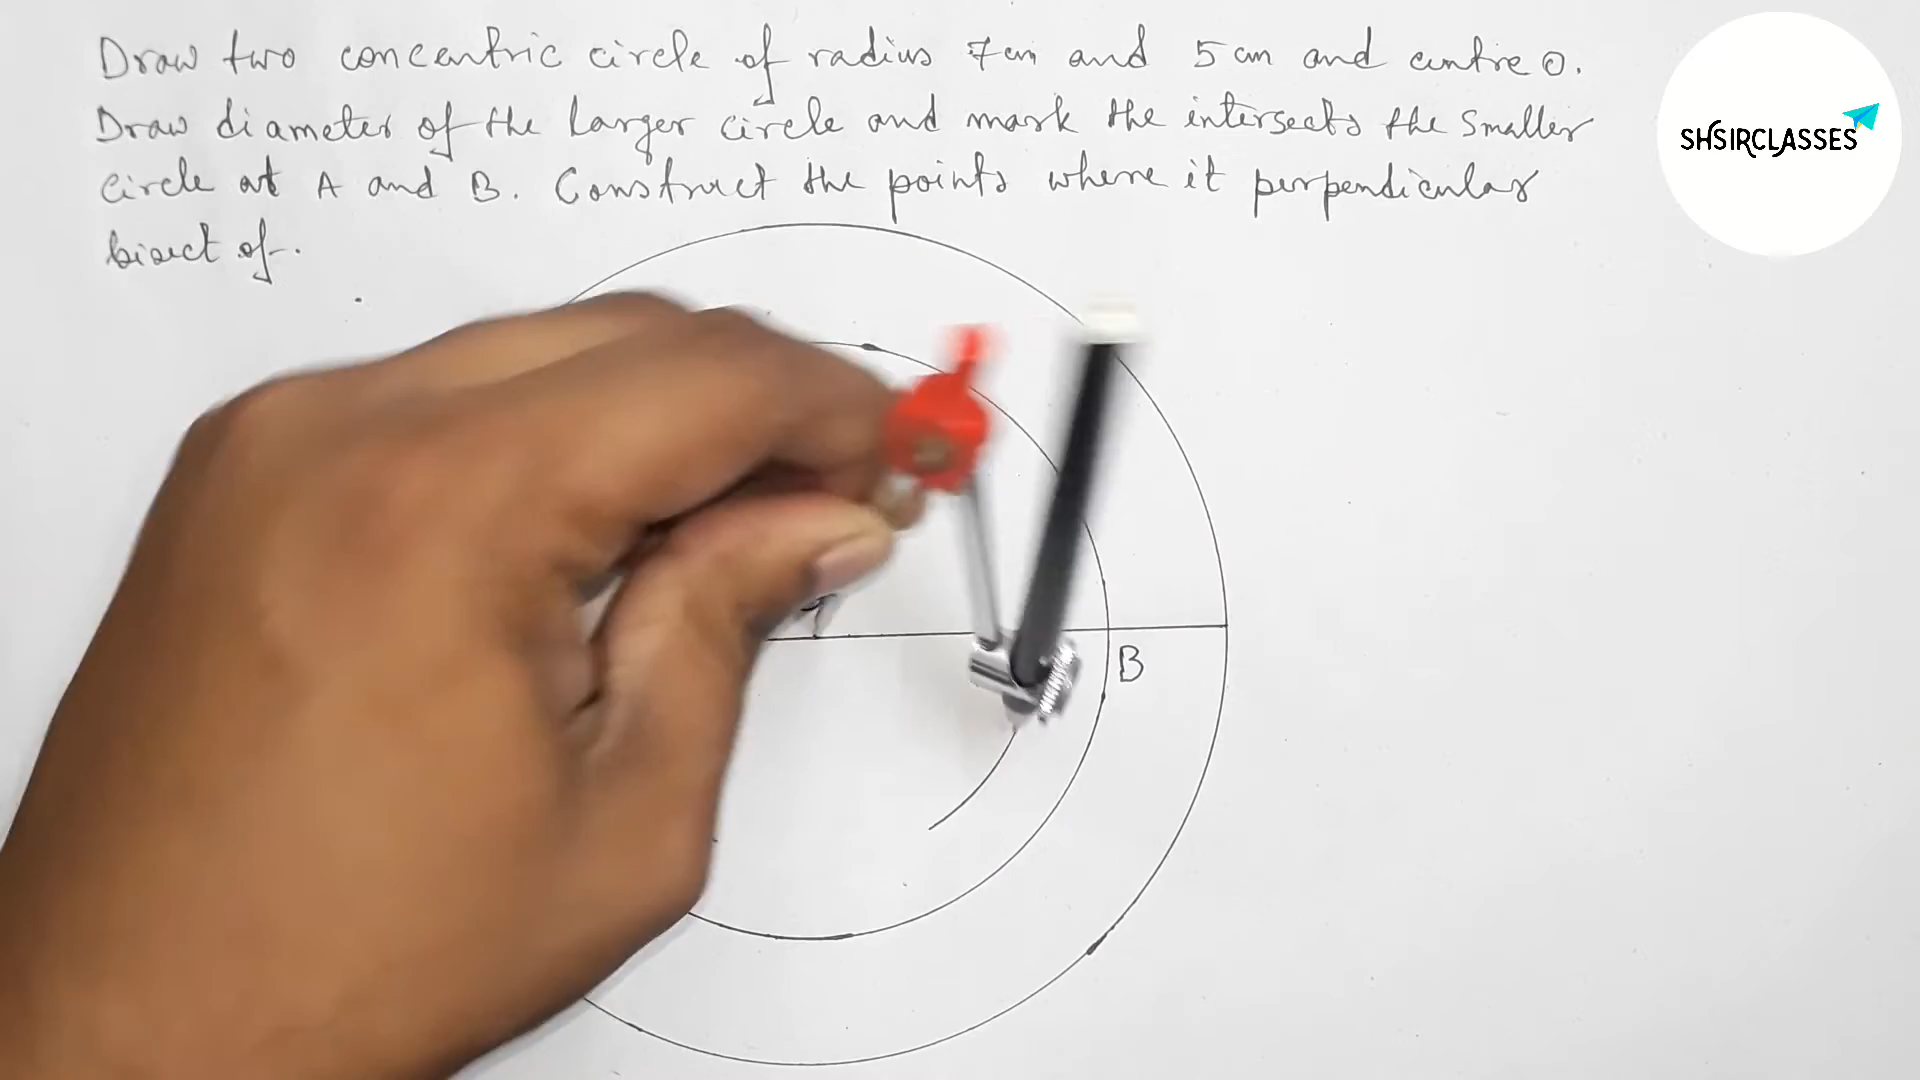 Draw two concentric circle of radius 7cm and 5cm and centre O.
Draw diameter of the larger circle and mark the intersects the smaller
circle at A and B. Construct the points where it perpendicular
bisect of.
SHSIRCLASSES
B